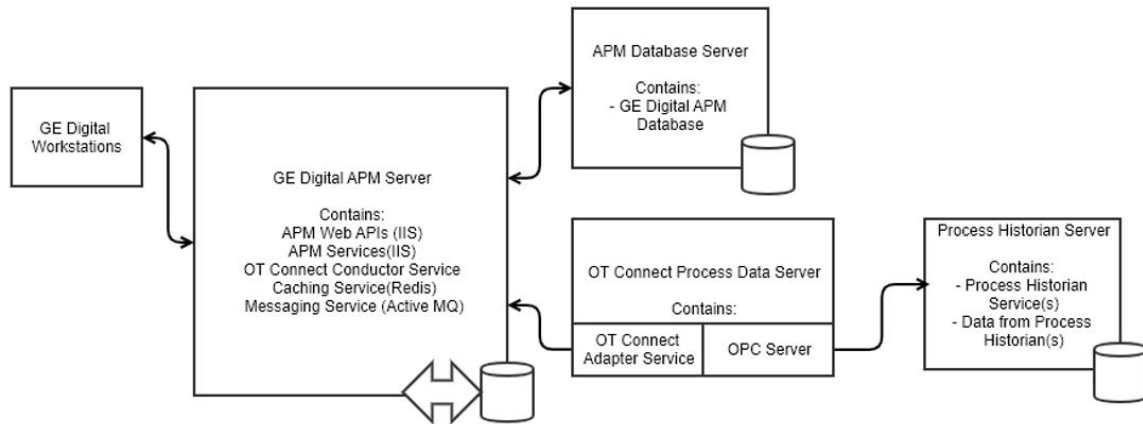 GE Digital
Workstations
GE Digital APM Server
Contains:
APM Web APIs (IIS)
APM Services(IIS)
OT Connect Conductor Service
Caching Service(Redis)
Messaging Service (Active MQ)
APM Database Server
Contains:
- GE Digital APM
Database
OT Connect Process Data Server
Contains:
OT Connect
Adapter Service
OPC Server
Process Historian Server
Contains:
- Process Historian
Service(s)
- Data from Process
Historian(s)